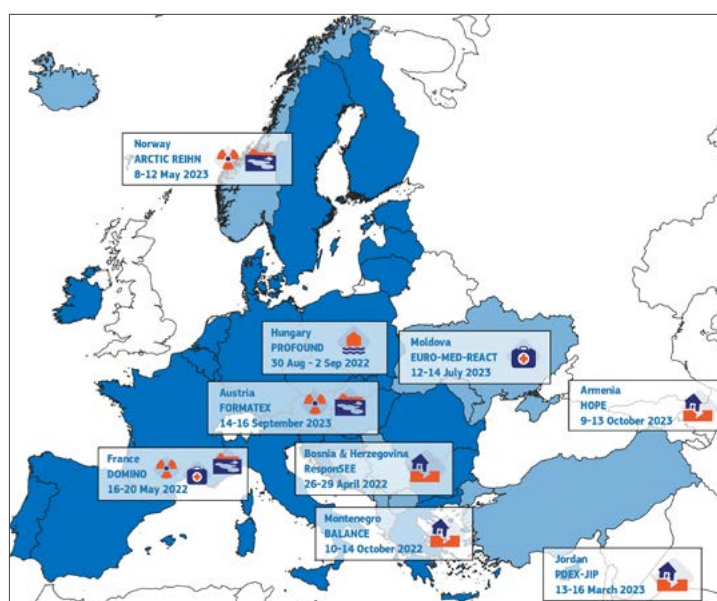 Norway
ARCTIC REIHN
8-12 May 2023
Hungary
PROFOUND
30 Aug - 2 Sep 2022
Moldova
EURO-MED-REACT
12-14 July 2023
Austria
FORMATEX
14-16 September 2023
Armenia
HOPE
9-13 October 2023
France
DOMINO
16-20 May 2022
Bosnia & Herzegovina
ResponSEE
26-29 April 2022
Montenegro
BALANCE
10-14 October 2022
Jordan
PDEX-JIP
13-16 March 2023